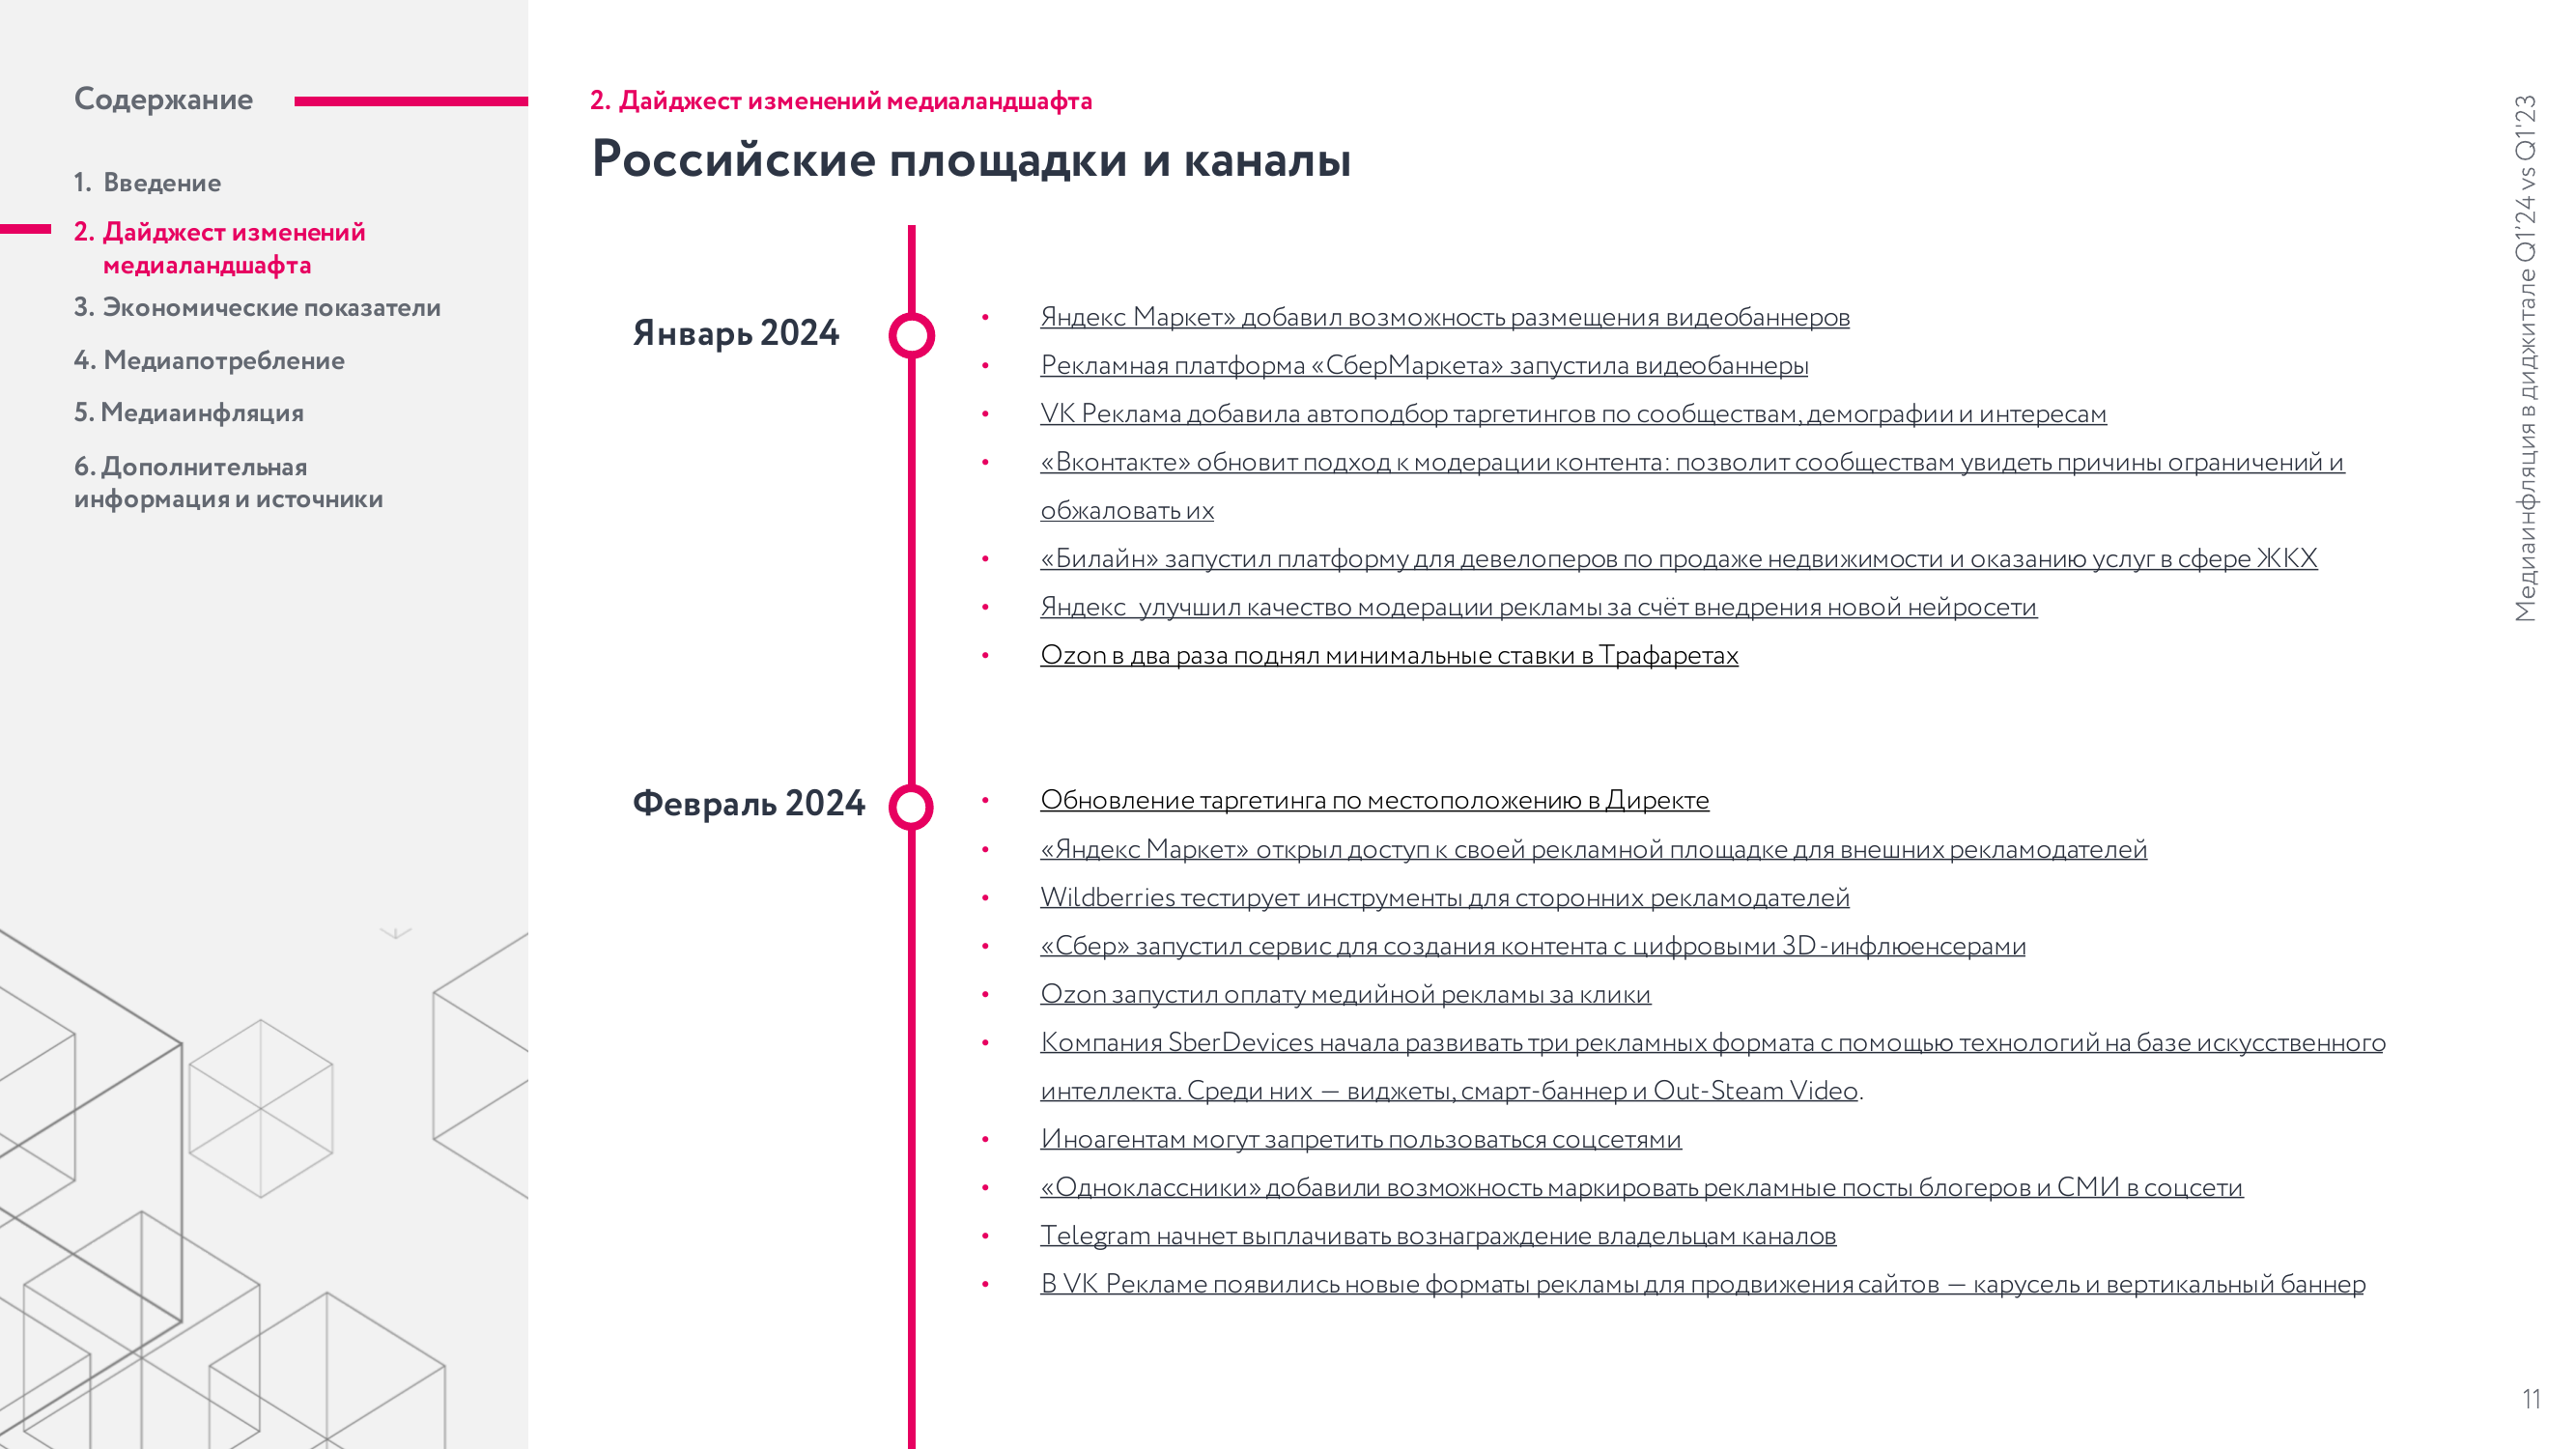 Содержание
1. Введение
2. Дайджест изменений
медиаландшафта
3. Экономические показатели
4. Медиапотребление
5. Медиаинфляция
6. Дополнительная
информация и источники
2. Дайджест изменений медиаландшафта
Российские площадки и каналы
Январь 2024
• Яндекс Маркет» добавил возможность размещения видеобаннеров
• Рекламная платформа «СберМаркета» запустила видеобаннеры
• VK Реклама добавила автоподбор таргетингов по сообществам, демографии и интересам
• «Вконтакте» обновит подход к модерации контента: позволит сообществам увидеть причины ограничений и
обжаловать их
• «Билайн» запустил платформу для девелоперов по продаже недвижимости и оказанию услуг в сфере ЖКХ
• Яндекс улучшил качество модерации рекламы за счёт внедрения новой нейросети
• Ozon в два раза поднял минимальные ставки в Трафаретах
Февраль 2024
• Обновление таргетинга по местоположению в Директе
• «Яндекс Маркет» открыл доступ к своей рекламной площадке для внешних рекламодателей
• Wildberries тестирует инструменты для сторонних рекламодателей
• «Сбер» запустил сервис для создания контента с цифровыми 3D-инфлюенсерами
• Ozon запустил оплату медийной рекламы за клики
• Компания SberDevices начала развивать три рекламных формата с помощью технологий на базе искусственного
интеллекта. Среди них — виджеты, смарт-баннер и Out-Steam Video.
• Иноагентам могут запретить пользоваться соцсетями
• «Одноклассники» добавили возможность маркировать рекламные посты блогеров и СМИ в соцсети
• Telegram начнет выплачивать вознаграждение владельцам каналов
• В VK Рекламе появились новые форматы рекламы для продвижения сайтов — карусель и вертикальный баннер
Медиаинфляция в диджитале Q1'24 vs Q1'23
11